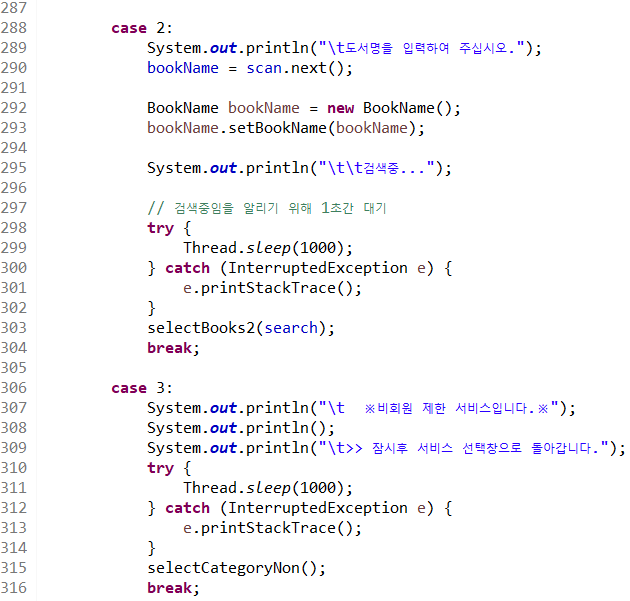 287
288 case 2:
289 System.out.println("\t도서명을 입력하여 주십시오.");
290 bookName = scan.next();
291
292 BookName bookName = new BookName();
293 bookName.setBookName(bookName);
294
295 System.out.println("\t\t검색중...");
296
297 // 검색중임을 알리기 위해 1초간 대기
298 try {
299 Thread.sleep(1000);
300 } catch (InterruptedException e) {
301 e.printStackTrace();
302 }
303 selectBooks2(search);
304 break;
305
306 case 3:
307 System.out.println("\t  ※비회원 제한 서비스입니다.※");
308 System.out.println();
309 System.out.println("\t>> 잠시후 서비스 선택창으로 돌아갑니다.");
310 try {
311 Thread.sleep(1000);
312 } catch (InterruptedException e) {
313 e.printStackTrace();
314 }
315 selectCategoryNon();
316 break;